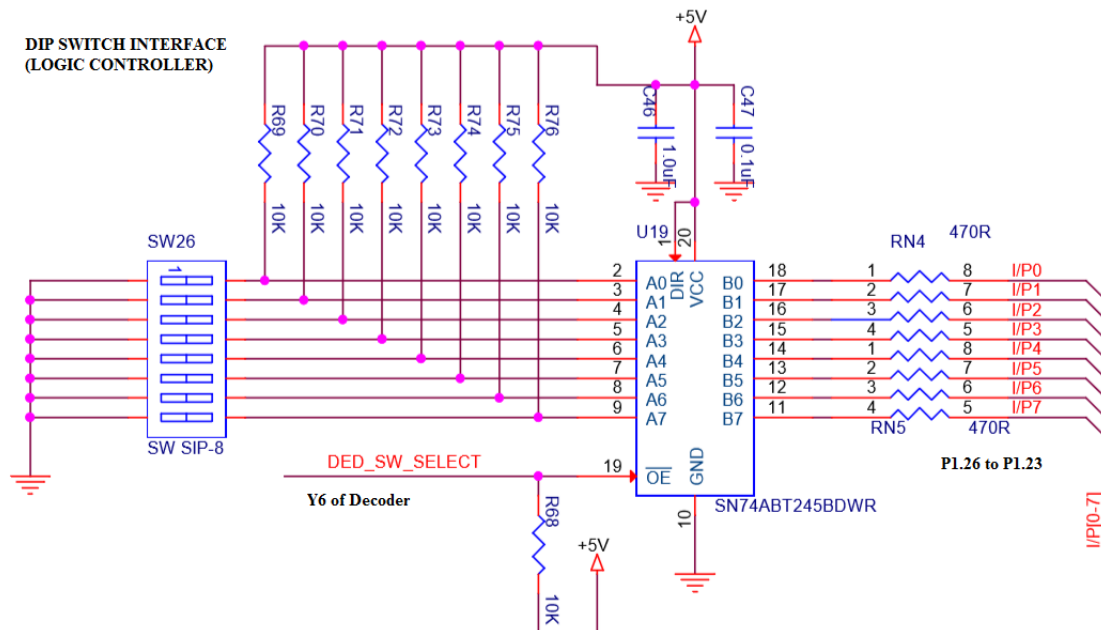 +5V
DIP SWITCH INTERFACE
(LOGIC CONTROLLER)
R69
R70
R71
R72
R73
R74
R75
R76
C46
C47
10K
10K
10K
10K
10K
10K
10K
10K
1.0uF
0.1uF
SW26
U19
1
20
RN4
470R
1
DIR
VCC
2
A0
B0
18
1
8
I/P0
3
A1
B1
17
2
7
I/P1
4
A2
B2
16
3
6
I/P2
5
A3
B3
15
4
5
I/P3
6
A4
B4
14
1
8
I/P4
7
A5
B5
13
2
7
I/P5
8
A6
B6
12
3
6
I/P6
9
A7
B7
11
4
5
I/P7
SW SIP-8
RN5
470R
DED_SW_SELECT
19
OE
GND
P1.26 to P1.23
Y6 of Decoder
R68
10
SN74ABT245BDWR
I/P[0-7]
+5V
10K